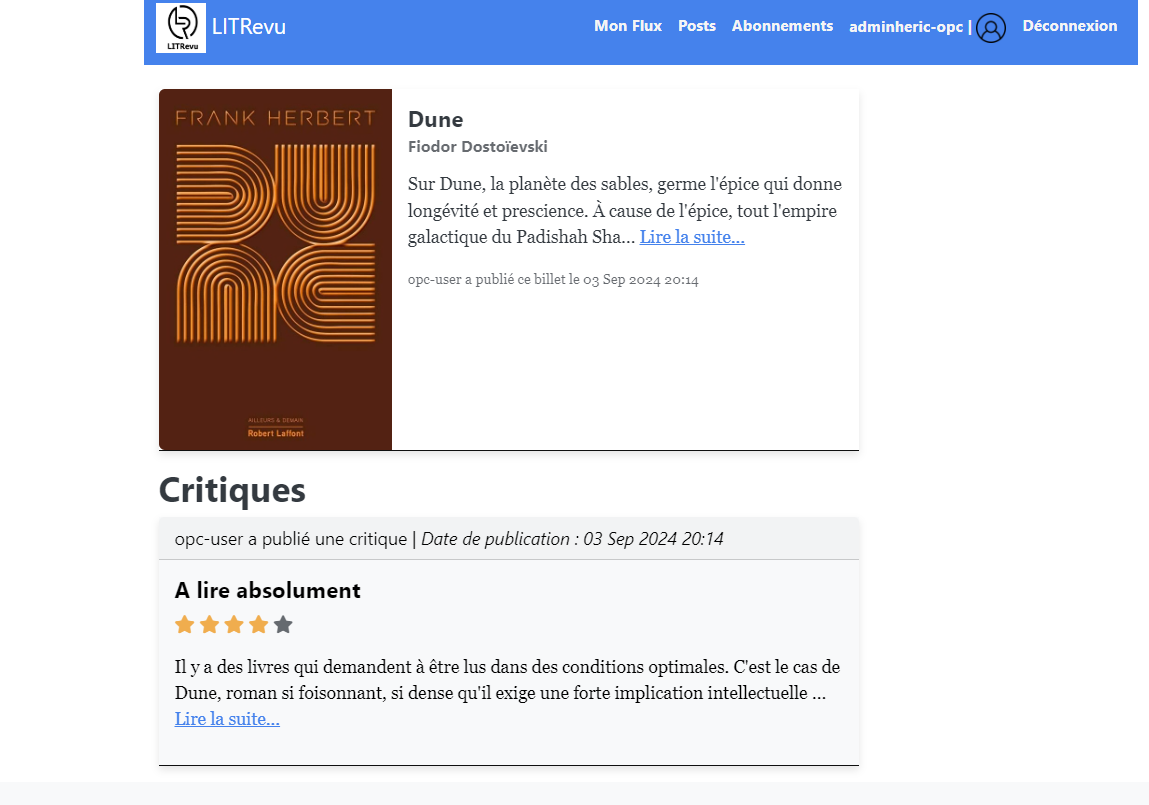 LITRevu
LITRevu
Mon Flux Posts Abonnements adminheric-opc | Déconnexion
FRANK HERBERT
DUNE
AILLEURS & DEMAIN
Robert Laffont
Dune
Fiodor Dostoïevski
Sur Dune, la planète des sables, germe l'épice qui donne
longévité et prescience. À cause de l'épice, tout l'empire
galactique du Padishah Sha... Lire la suite...
opc-user a publié ce billet le 03 Sep 2024 20:14
Critiques
opc-user a publié une critique | Date de publication : 03 Sep 2024 20:14
A lire absolument
Il y a des livres qui demandent à être lus dans des conditions optimales. C'est le cas de
Dune, roman si foisonnant, si dense qu'il exige une forte implication intellectuelle ...
Lire la suite...